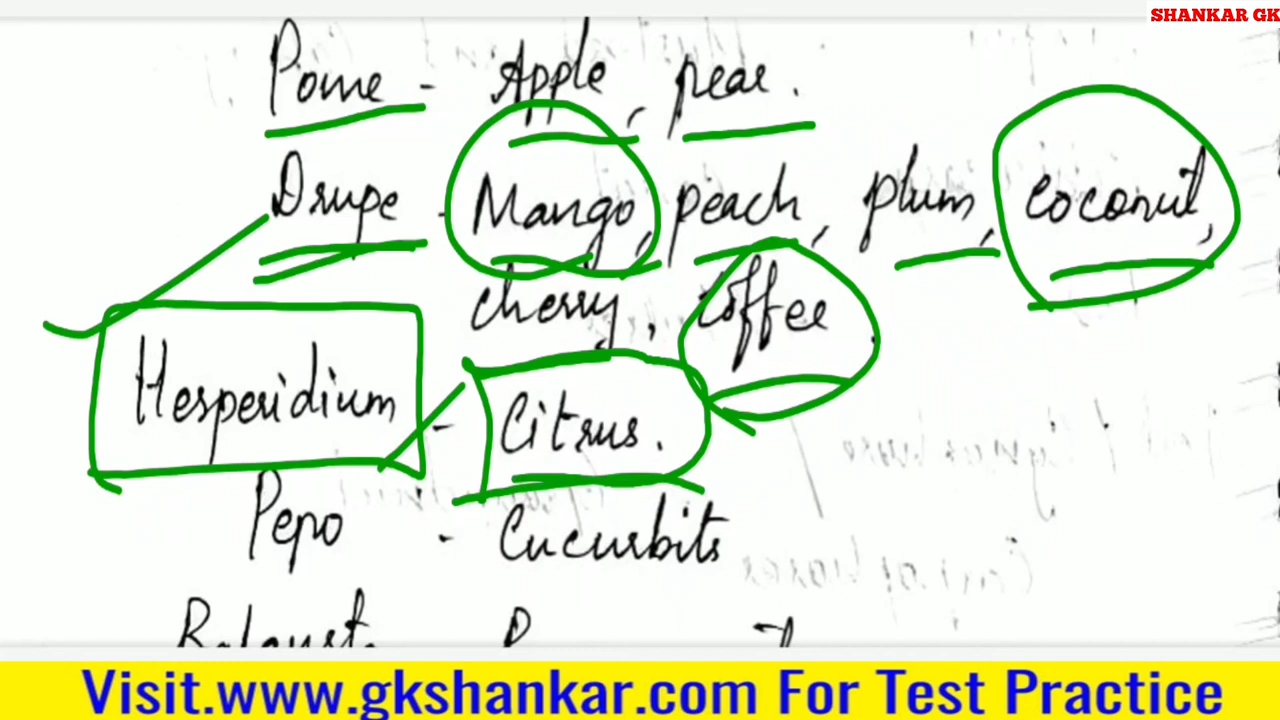 SHANKAR GK
Pome - Apple, pear.
Drupe - Mango, peach, plum, coconut,
cherry, coffee
Hesperidium - Citrus.
Pepo - Cucurbits
Visit.www.gkshankar.com For Test Practice